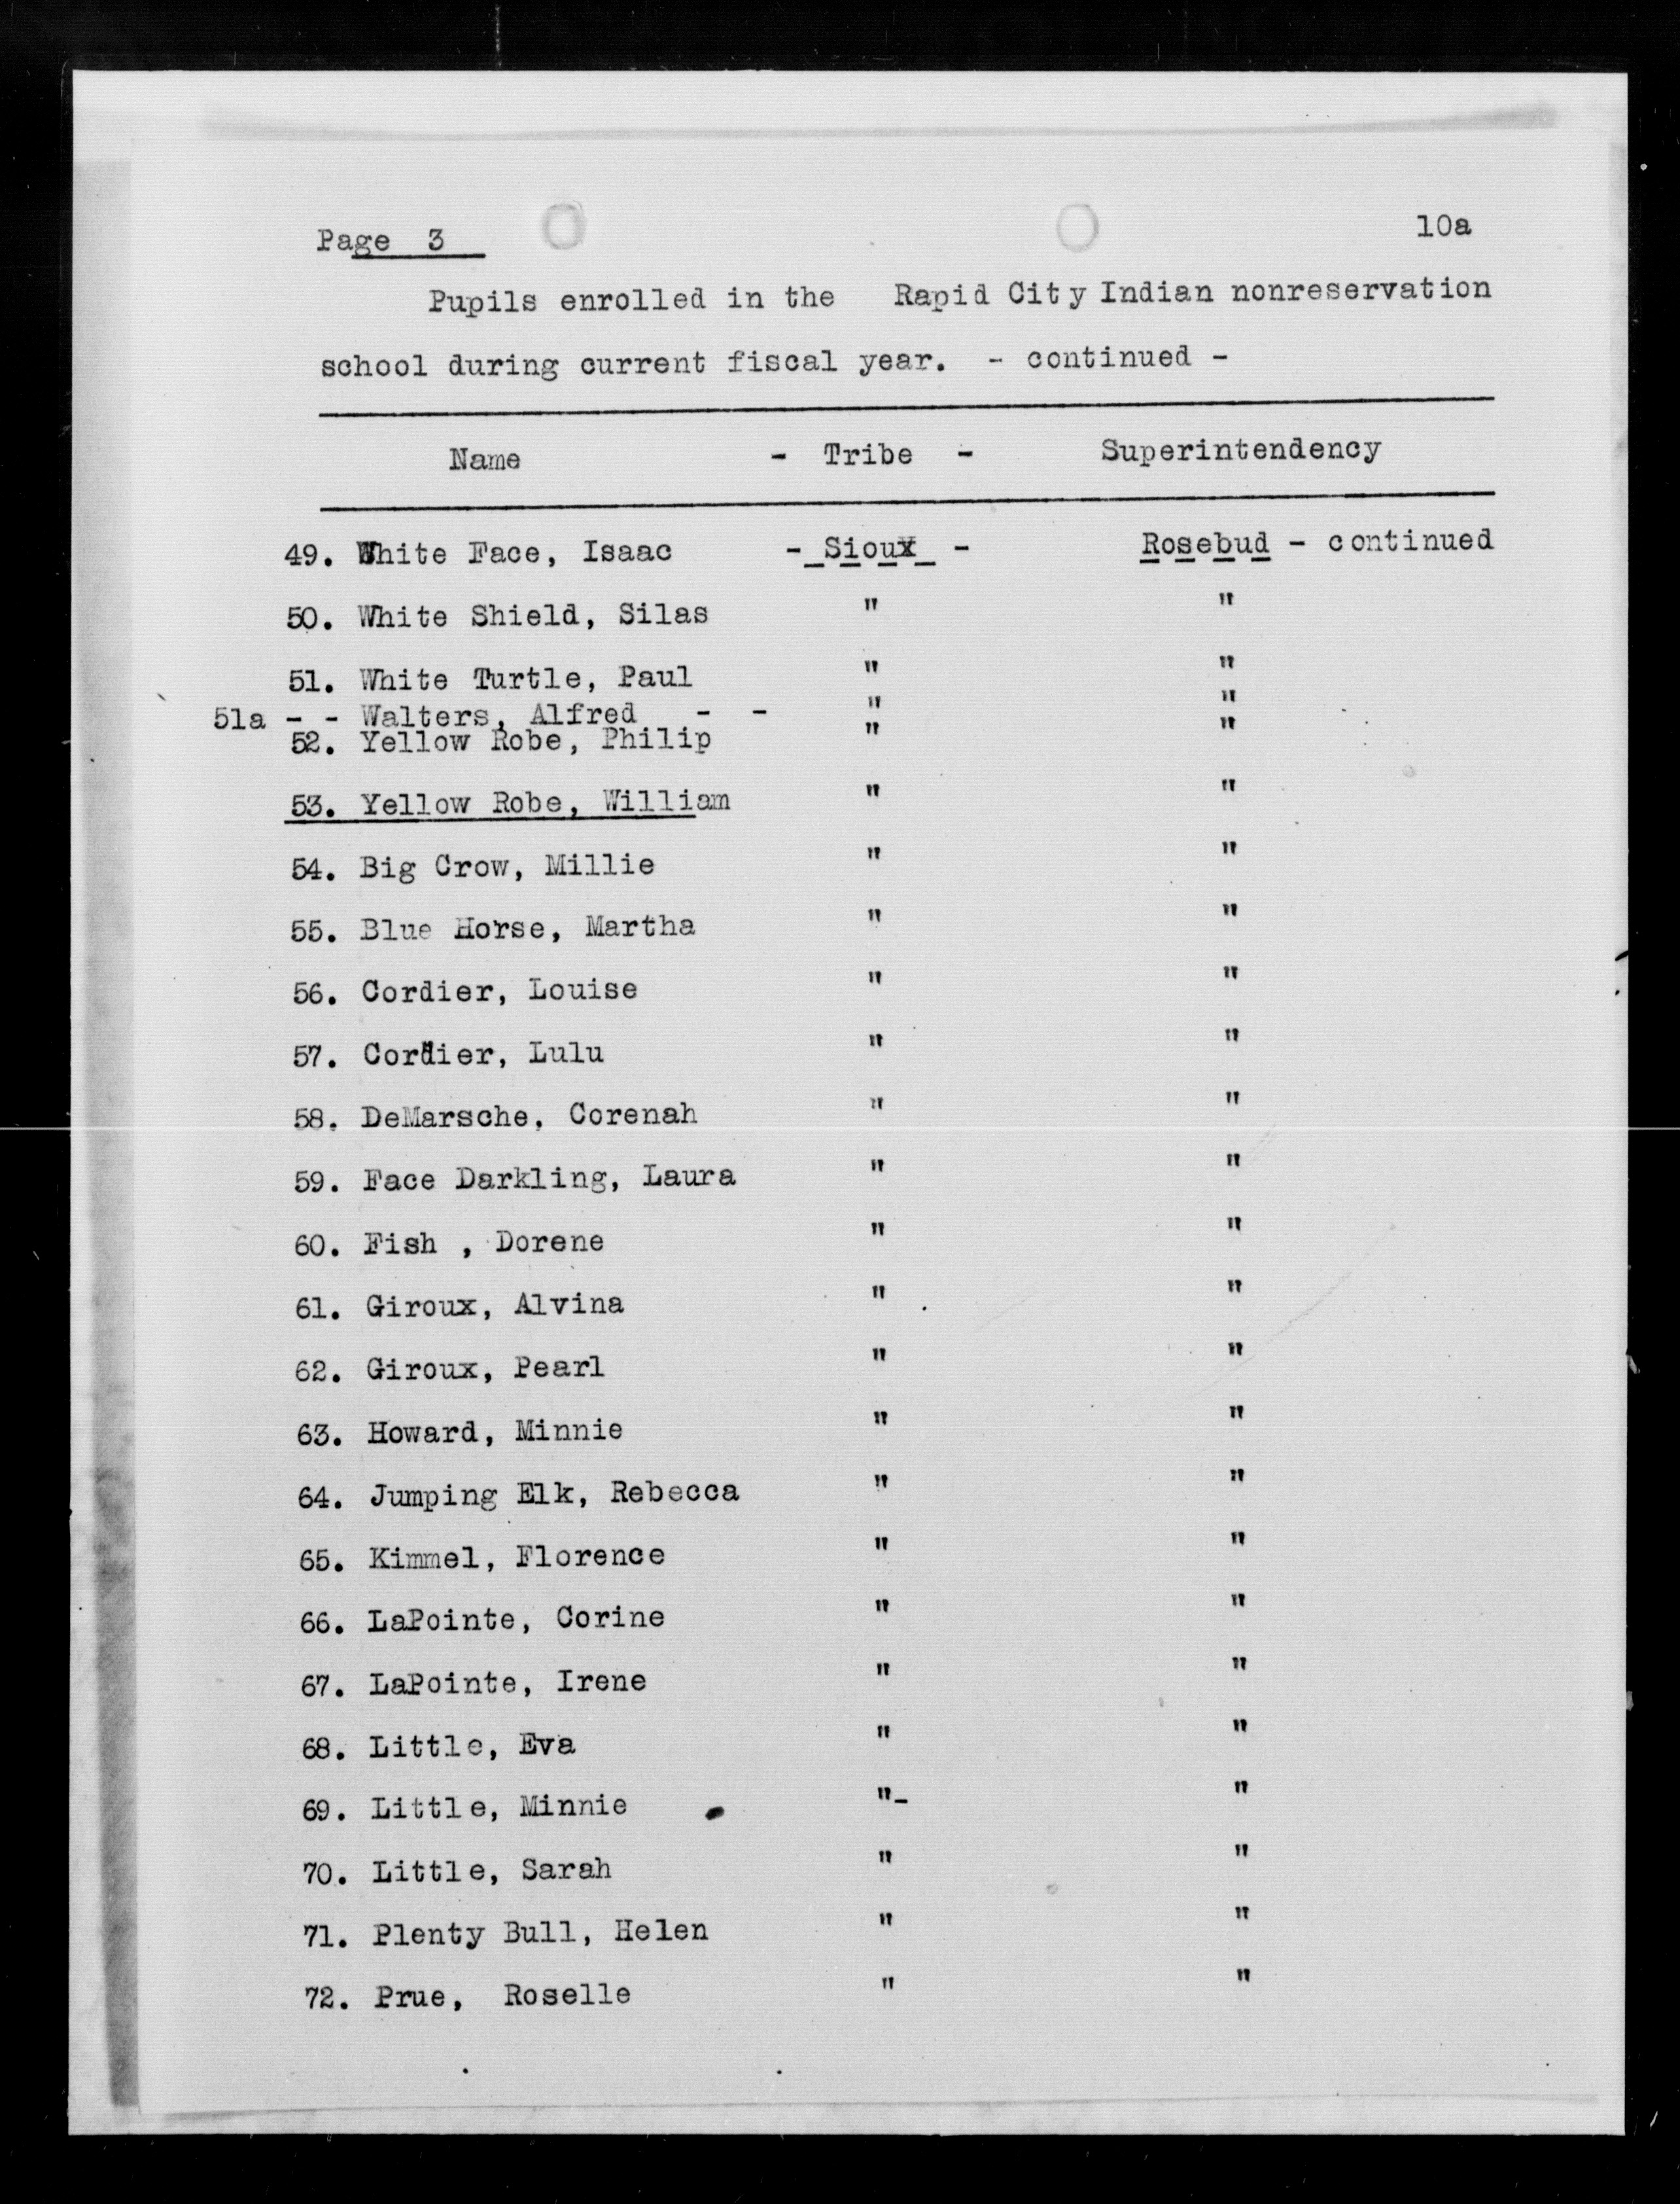 Page 3 10a
Pupils enrolled in the Rapid City Indian nonreservation
school during current fiscal year. - continued -
Name - Tribe - Superintendency
49. White Face, Isaac - Sioux - Rosebud - continued
50. White Shield, Silas " "
51. White Turtle, Paul " "
51a - - Walters, Alfred - - " "
52. Yellow Robe, Philip " "
53. Yellow Robe, William " "
54. Big Crow, Millie " "
55. Blue Horse, Martha " "
56. Cordier, Louise " "
57. Cordier, Lulu " "
58. DeMarsche, Corenah " "
59. Face Darkling, Laura " "
60. Fish , Dorene " "
61. Giroux, Alvina " "
62. Giroux, Pearl " "
63. Howard, Minnie " "
64. Jumping Elk, Rebecca " "
65. Kimmel, Florence " "
66. LaPointe, Corine " "
67. LaPointe, Irene " "
68. Little, Eva " "
69. Little, Minnie "- "
70. Little, Sarah " "
71. Plenty Bull, Helen " "
72. Prue, Roselle " "